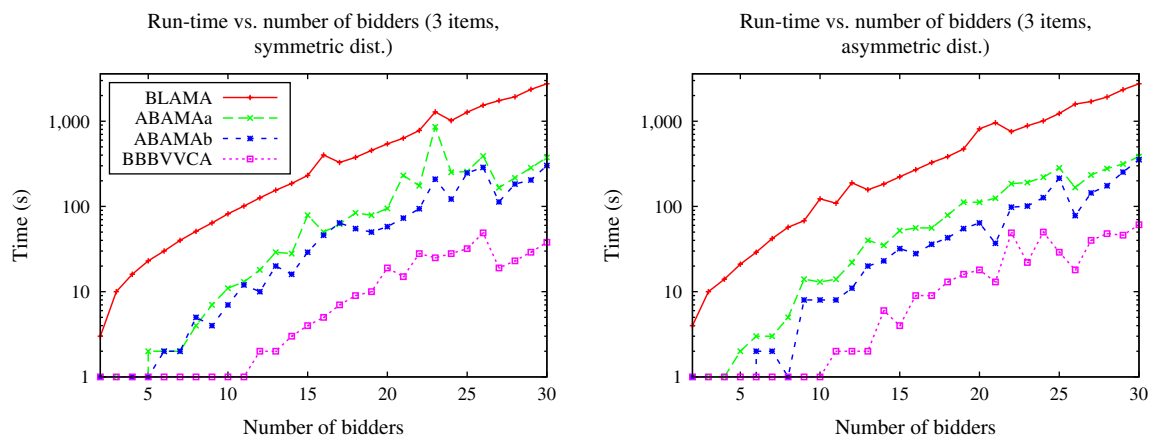 Run-time vs. number of bidders (3 items,
symmetric dist.)
BLAMA
ABAMAa
ABAMAb
BBBVVCA
1,000
100
10
1
Time (s)
5 10 15 20 25 30
Number of bidders
Run-time vs. number of bidders (3 items,
asymmetric dist.)
1,000
100
10
1
Time (s)
5 10 15 20 25 30
Number of bidders